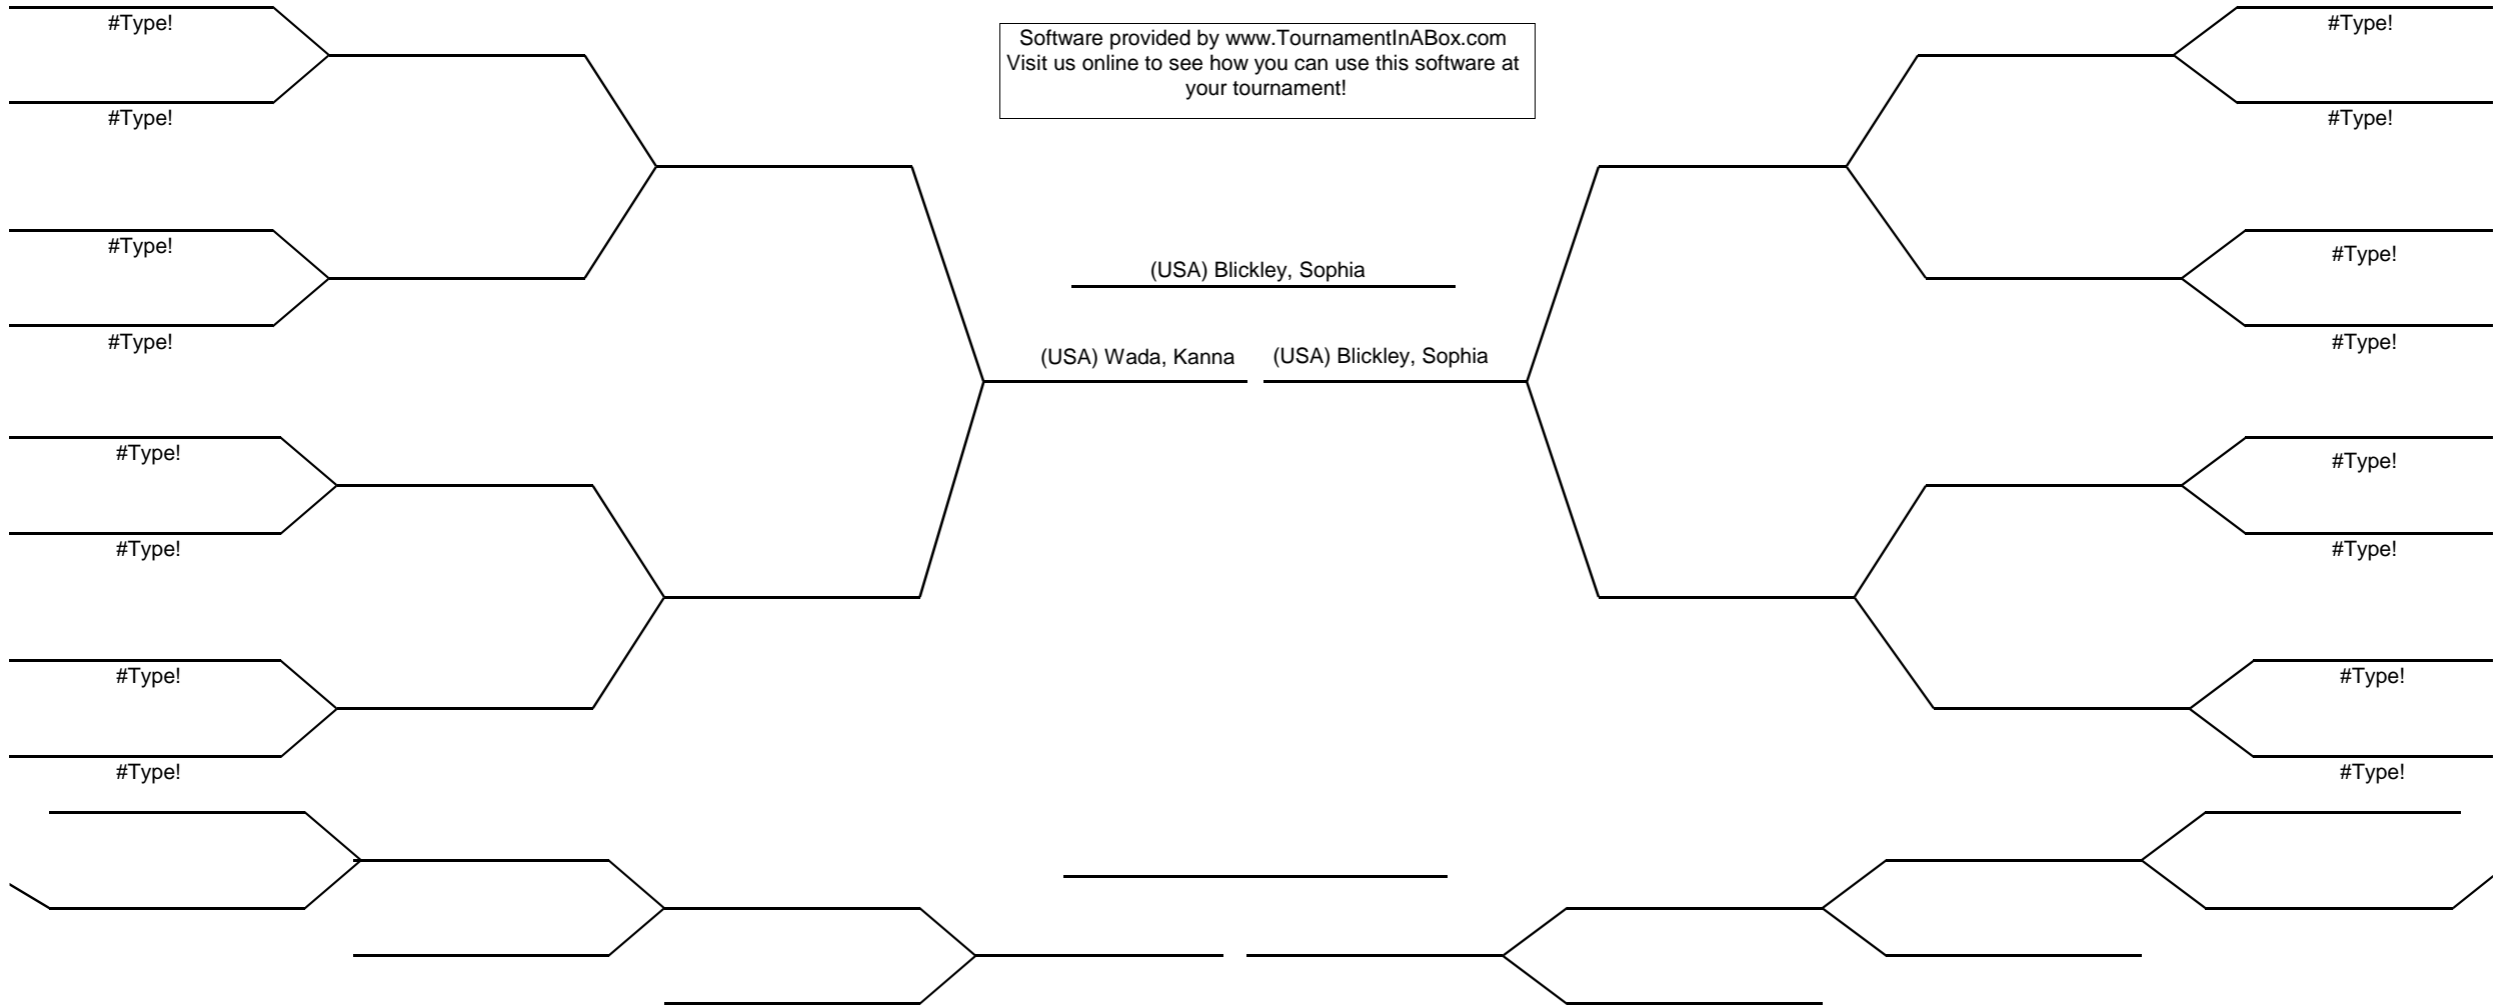 #Type!
#Type!
Software provided by www.TournamentInABox.com
Visit us online to see how you can use this software at
your tournament!
#Type!
#Type!
#Type!
#Type!
(USA) Blickley, Sophia
#Type!
#Type!
(USA) Wada, Kanna
(USA) Blickley, Sophia
#Type!
#Type!
#Type!
#Type!
#Type!
#Type!
#Type!
#Type!